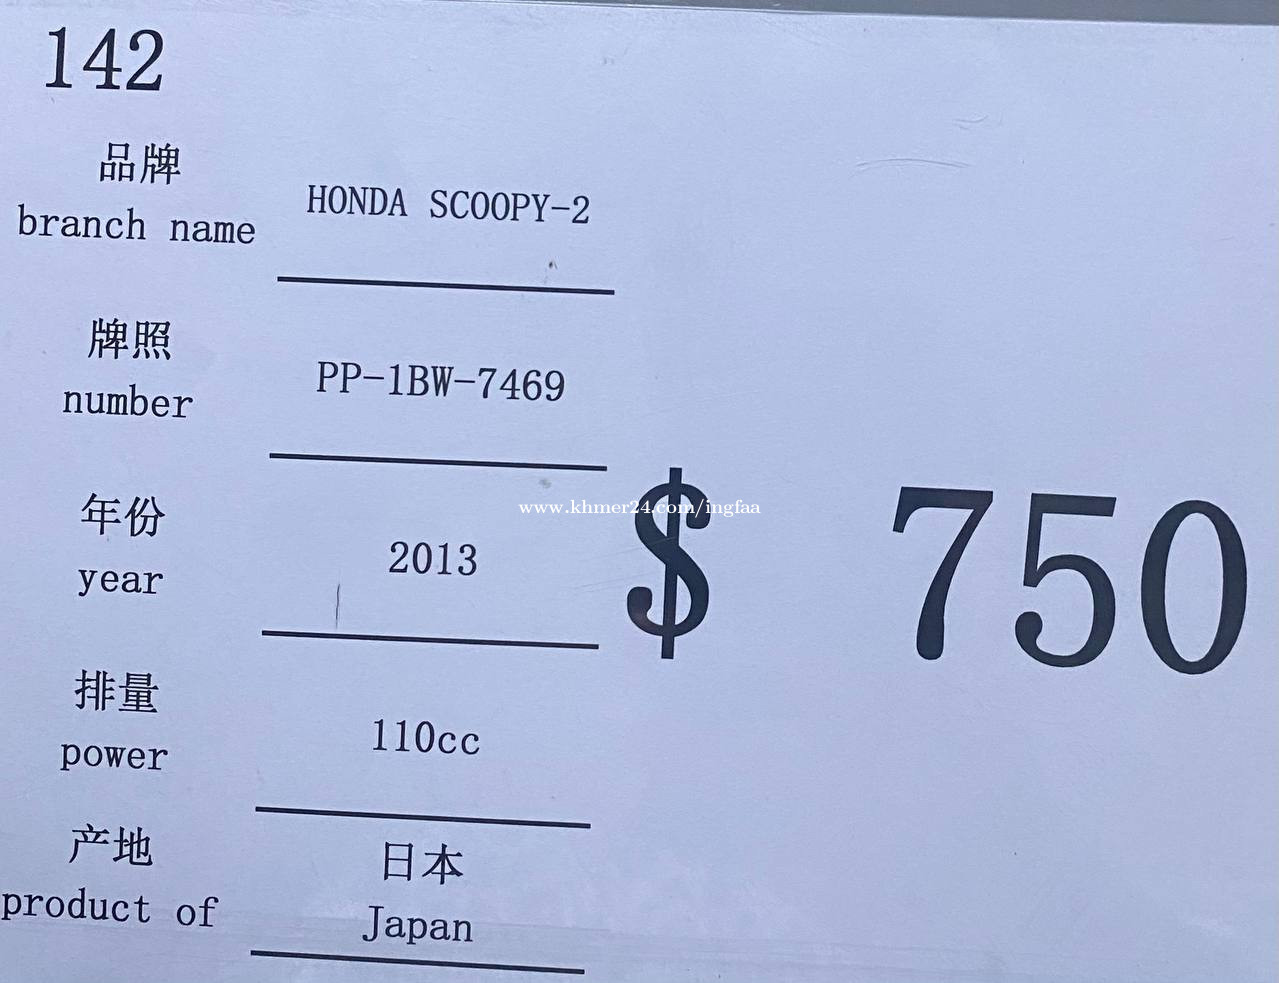 142
品牌
branch name
HONDA SCOOPY-2
牌照
number
PP-1BW-7469
年份
year
2013
www.khmer24.com/ingfaa
$ 750
排量
power
110cc
产地
product of
日本
Japan